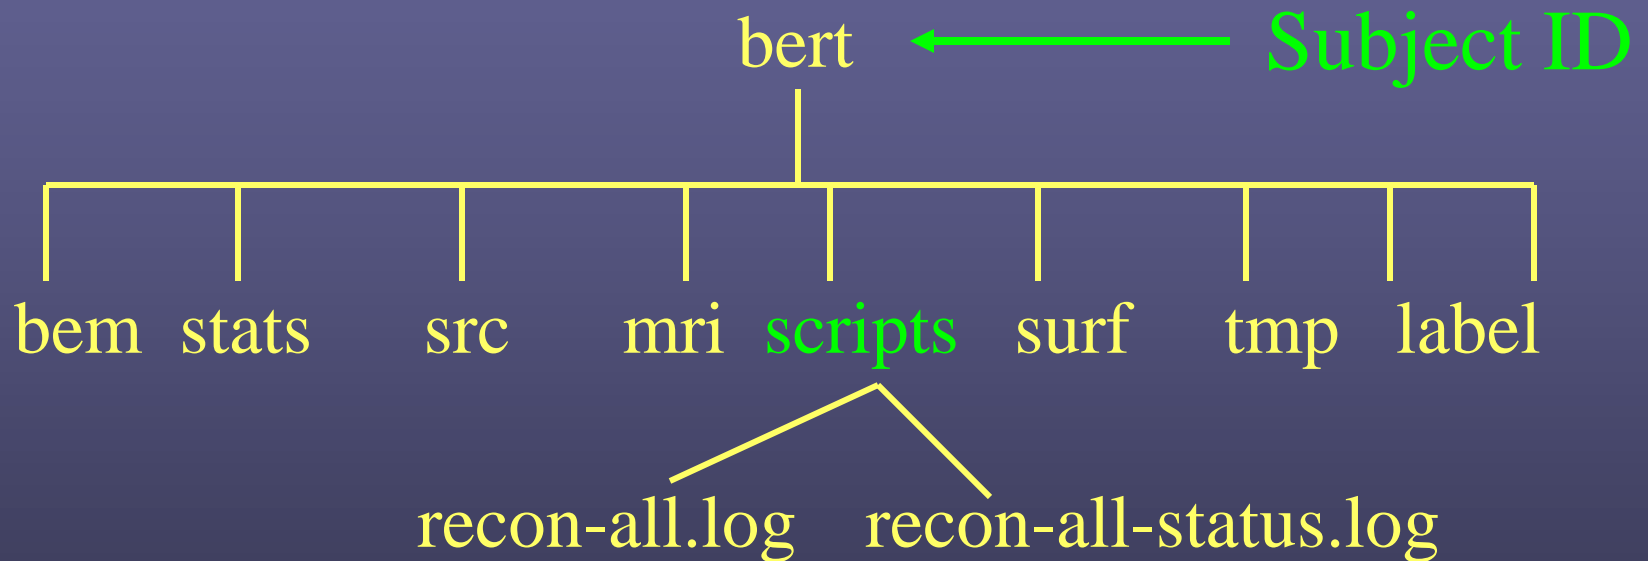 bert Subject ID
bem stats src mri scripts surf tmp label
recon-all.log recon-all-status.log